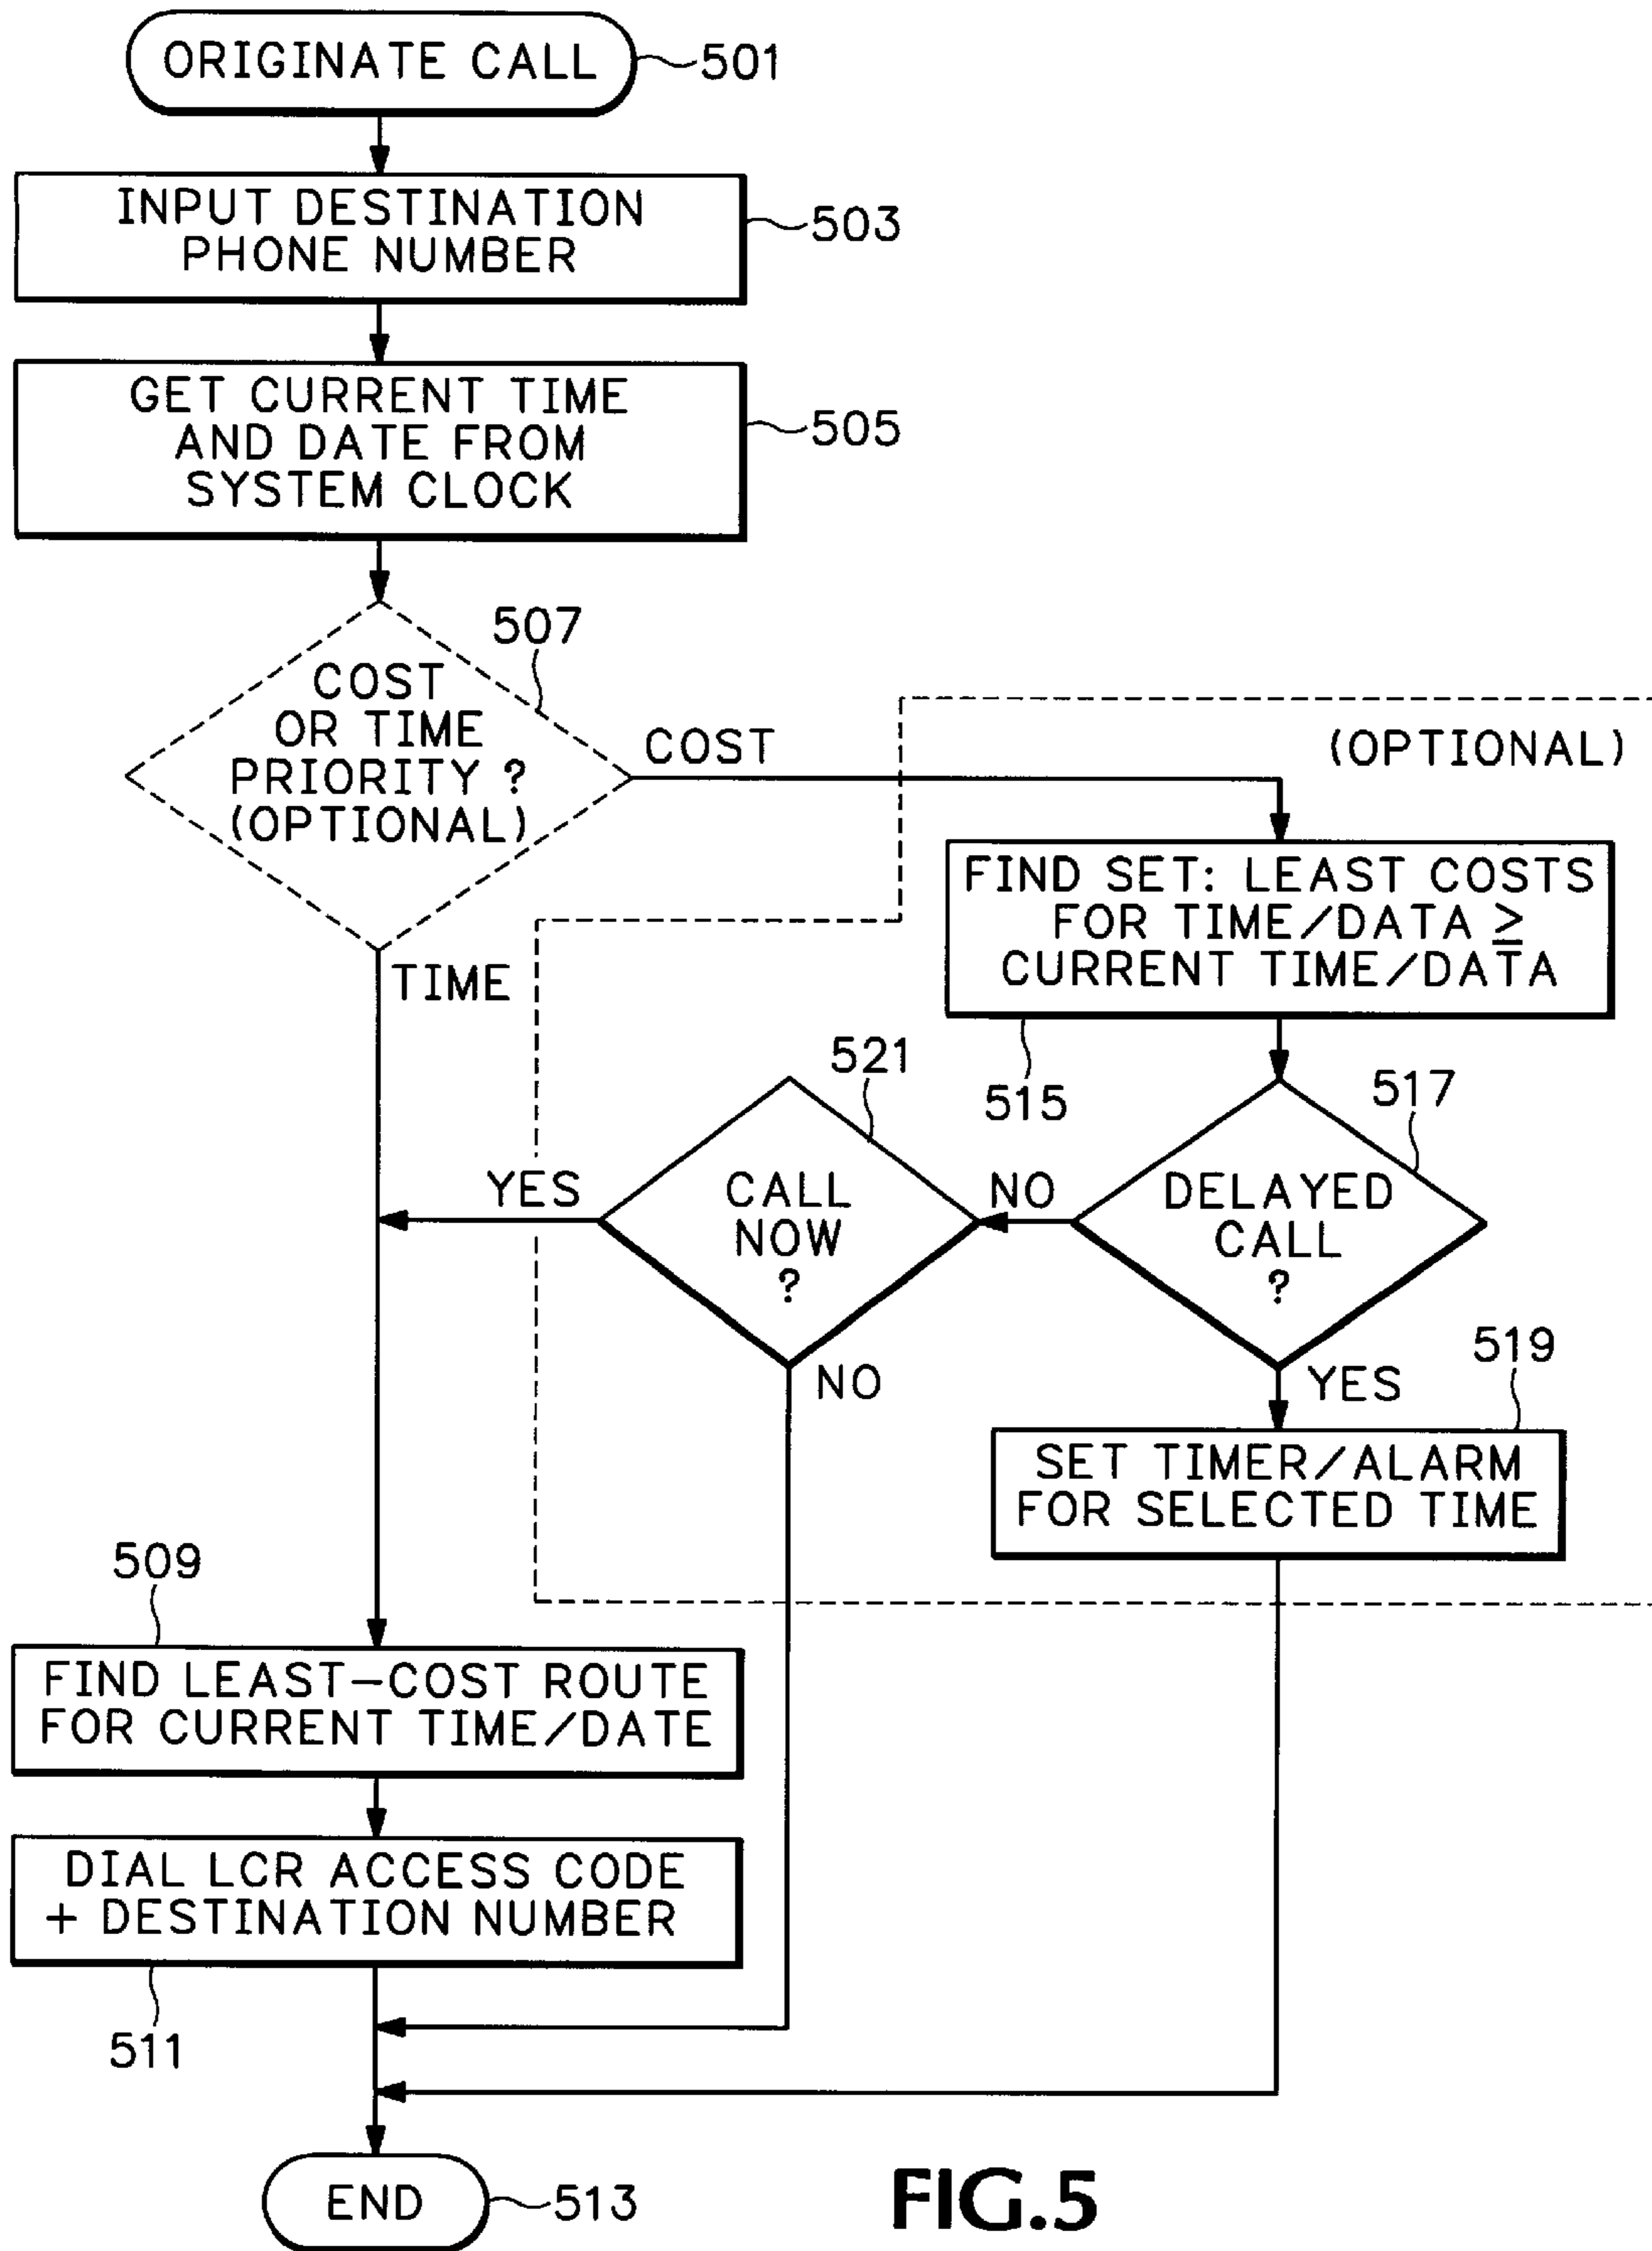 ORIGINATE CALL
501
INPUT DESTINATION
PHONE NUMBER
503
GET CURRENT TIME
AND DATE FROM
SYSTEM CLOCK
505
507
COST
OR TIME
PRIORITY ?
(OPTIONAL)
COST
TIME
(OPTIONAL)
FIND SET: LEAST COSTS
FOR TIME/DATA ≥
CURRENT TIME/DATA
515
517
DELAYED
CALL
?
NO
YES
521
CALL
NOW
?
YES
NO
519
SET TIMER/ALARM
FOR SELECTED TIME
509
FIND LEAST-COST ROUTE
FOR CURRENT TIME/DATE
DIAL LCR ACCESS CODE
+ DESTINATION NUMBER
511
END
513
FIG.5